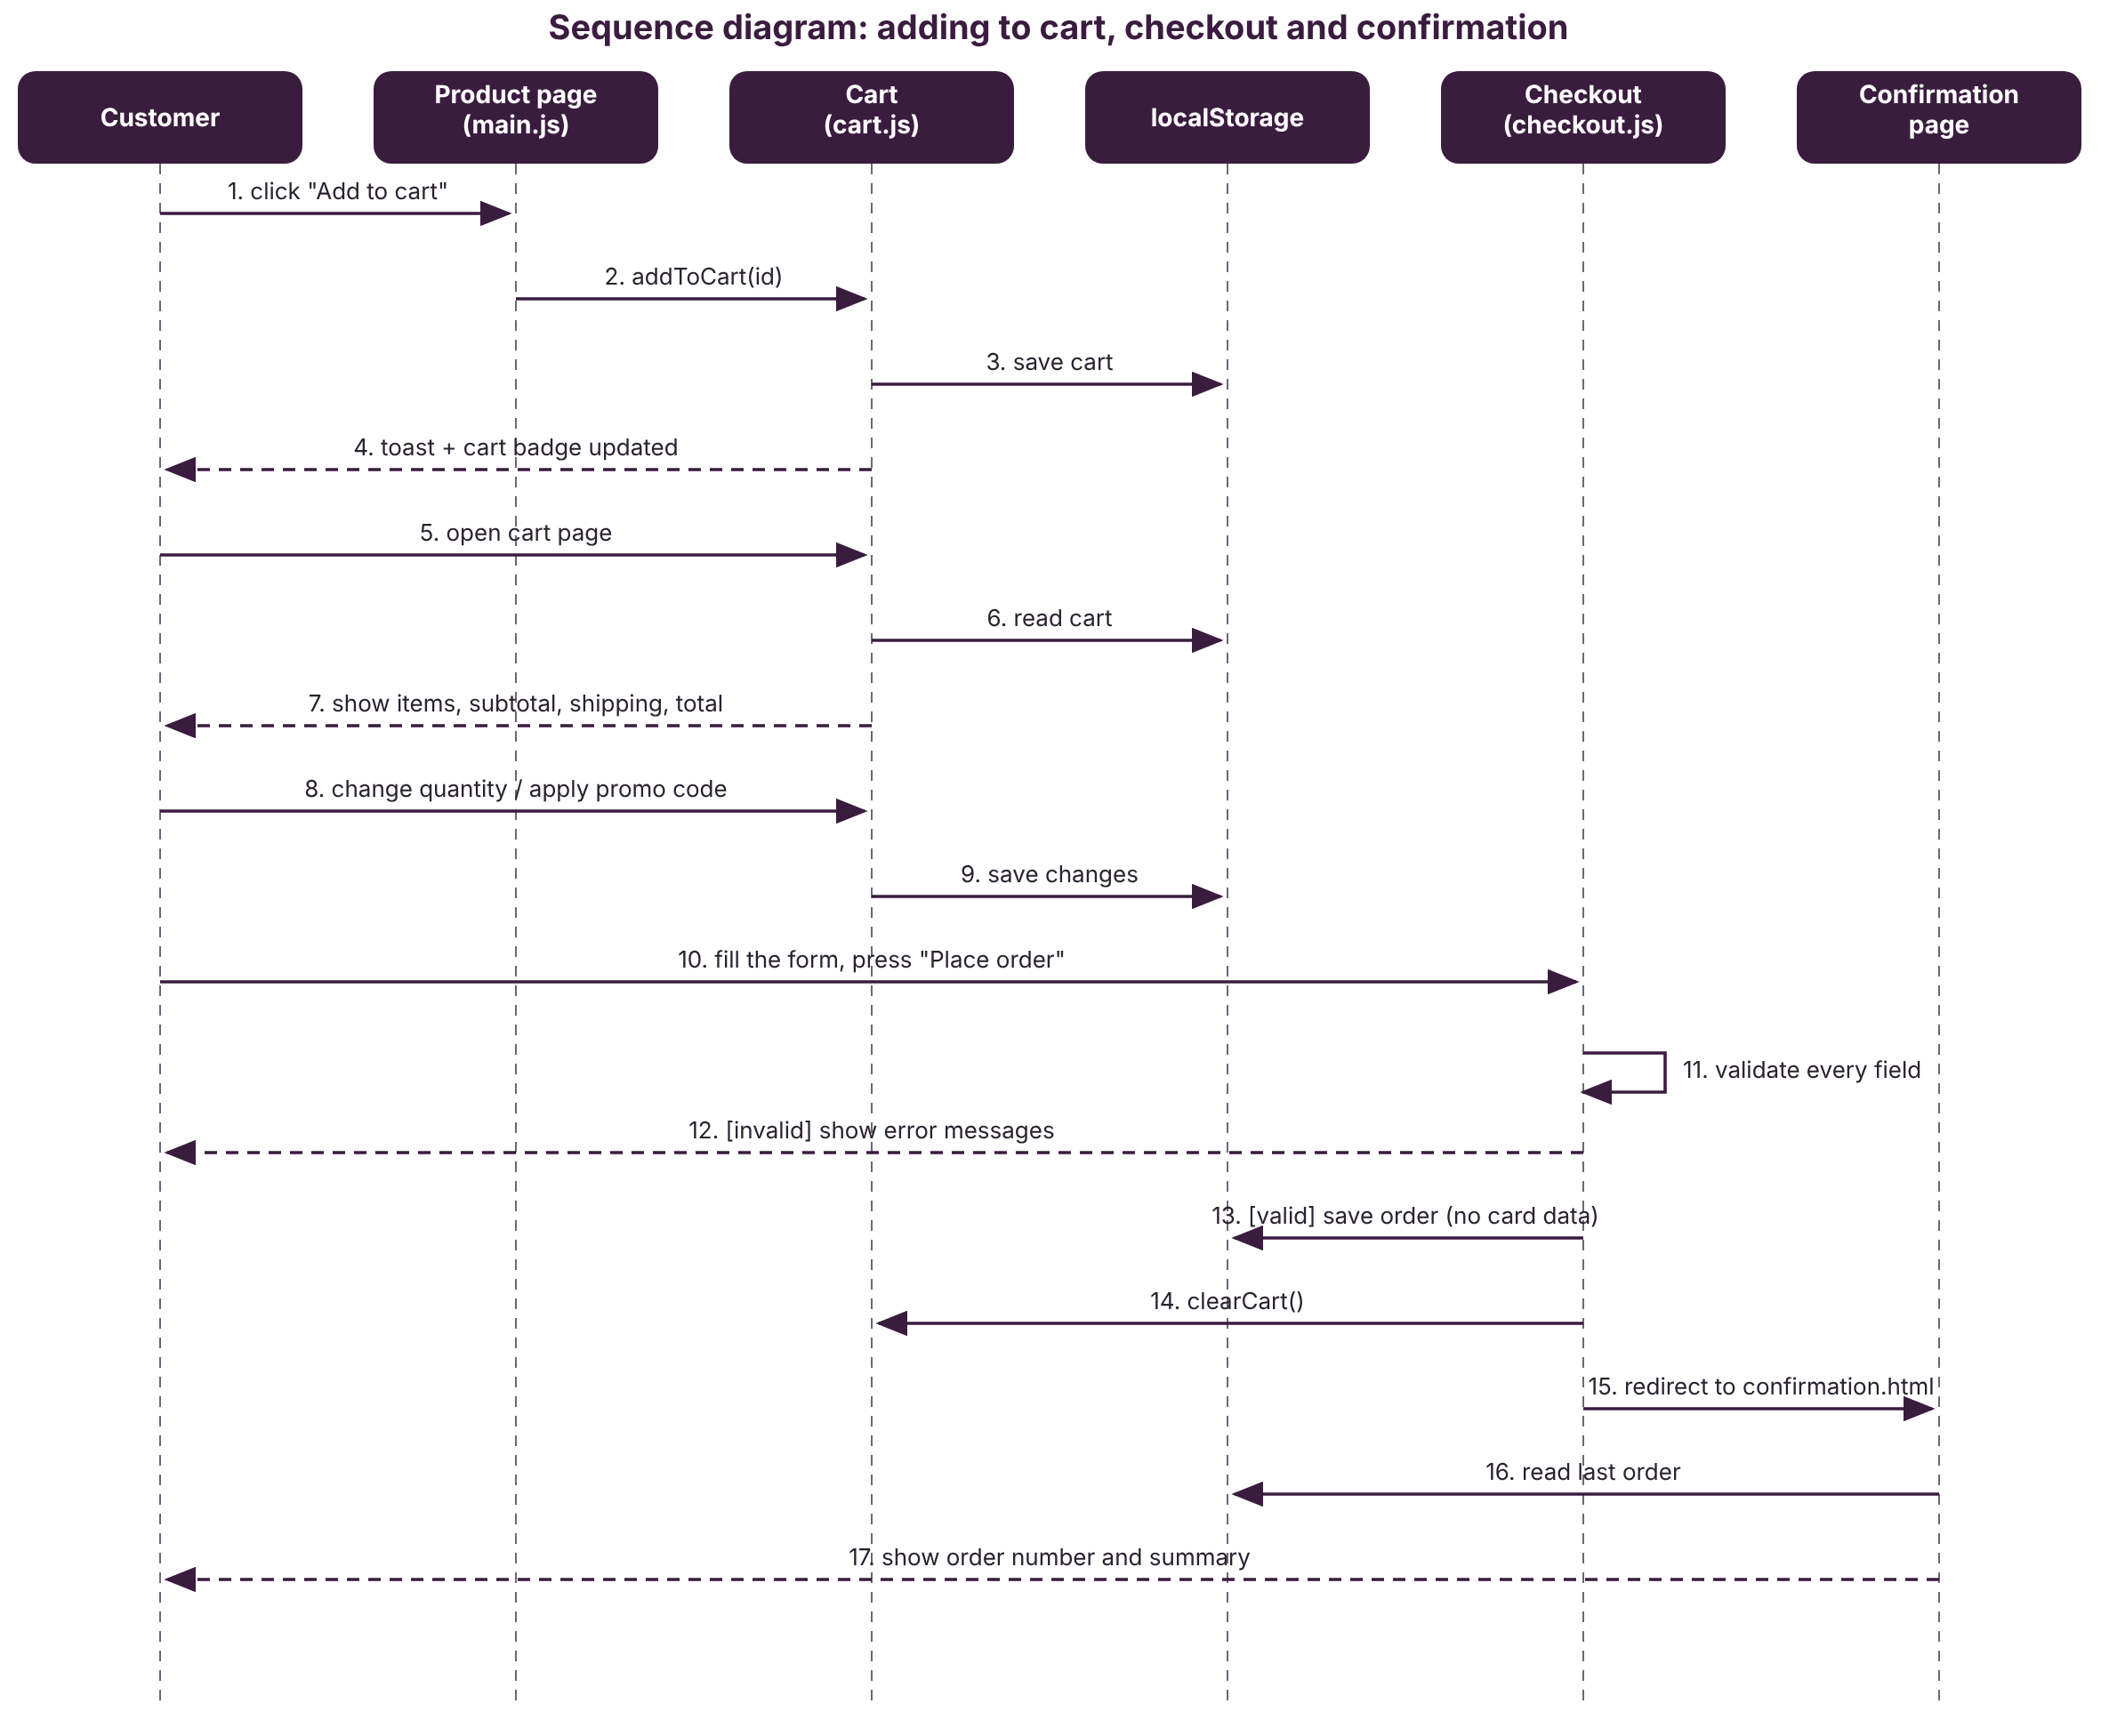 Sequence diagram: adding to cart, checkout and confirmation
Customer
Product page
(main.js)
Cart
(cart.js)
localStorage
Checkout
(checkout.js)
Confirmation
page
1. click "Add to cart"
2. addToCart(id)
3. save cart
4. toast + cart badge updated
5. open cart page
6. read cart
7. show items, subtotal, shipping, total
8. change quantity / apply promo code
9. save changes
10. fill the form, press "Place order"
11. validate every field
12. [invalid] show error messages
13. [valid] save order (no card data)
14. clearCart()
15. redirect to confirmation.html
16. read last order
17. show order number and summary